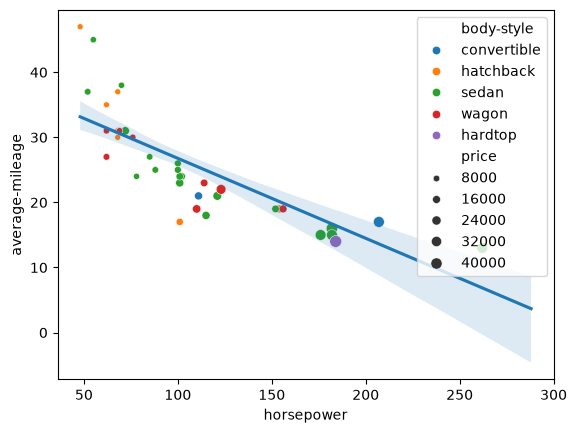 body-style
convertible
hatchback
sedan
wagon
hardtop
price
8000
16000
24000
32000
40000
average-mileage
40
30
20
10
0
50
100
150
200
250
300
horsepower